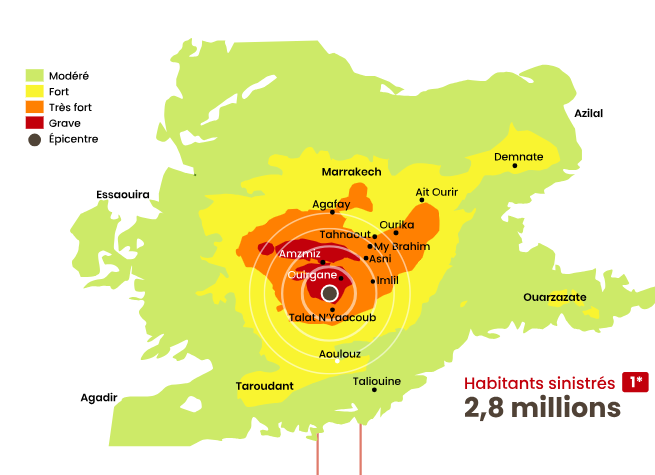 Modéré
Fort
Très fort
Grave
Épicentre
Azilal
Demnate
Marrakech
Essaouira
Ait Ourir
Agafay
Ourika
Tahnaout
My Brahim
Amzmiz
Asni
Ouirgane
Imlil
Ouarzazate
Talat N'Yaacoub
Aoulouz
Taliouine
Taroudant
Agadir
Habitants sinistrés 1*
2,8 millions